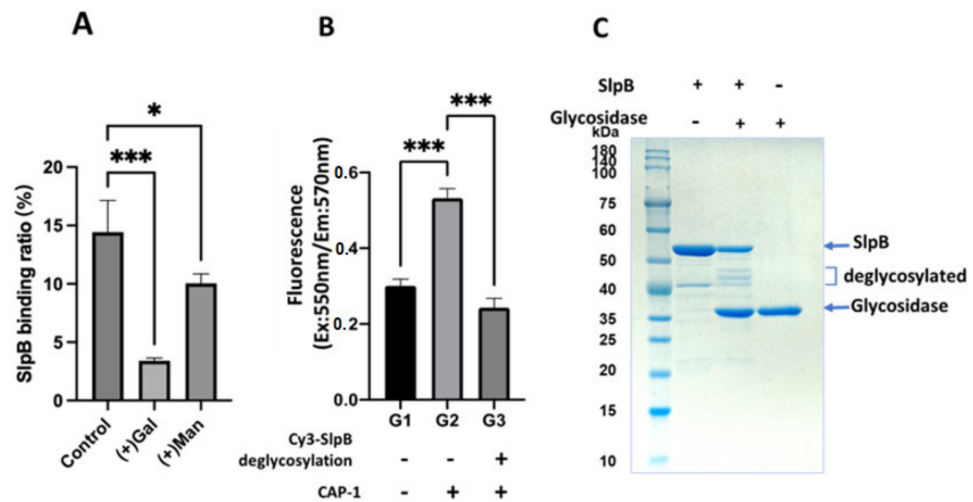 A
SlpB binding ratio (%)
20
15
10
5
0
***
*
Control
(+)Gal
(+)Man
B
Fluorescence
(Ex:550nm/Em:570nm)
0.6
0.4
0.2
0.0
***
***
G1 G2 G3
Cy3-SlpB
deglycosylation - - +
CAP-1 - + +
C
SlpB + + -
Glycosidase - + +
kDa
180
140
100
75
60
50
40
35
25
20
15
10
SlpB
deglycosylated
Glycosidase